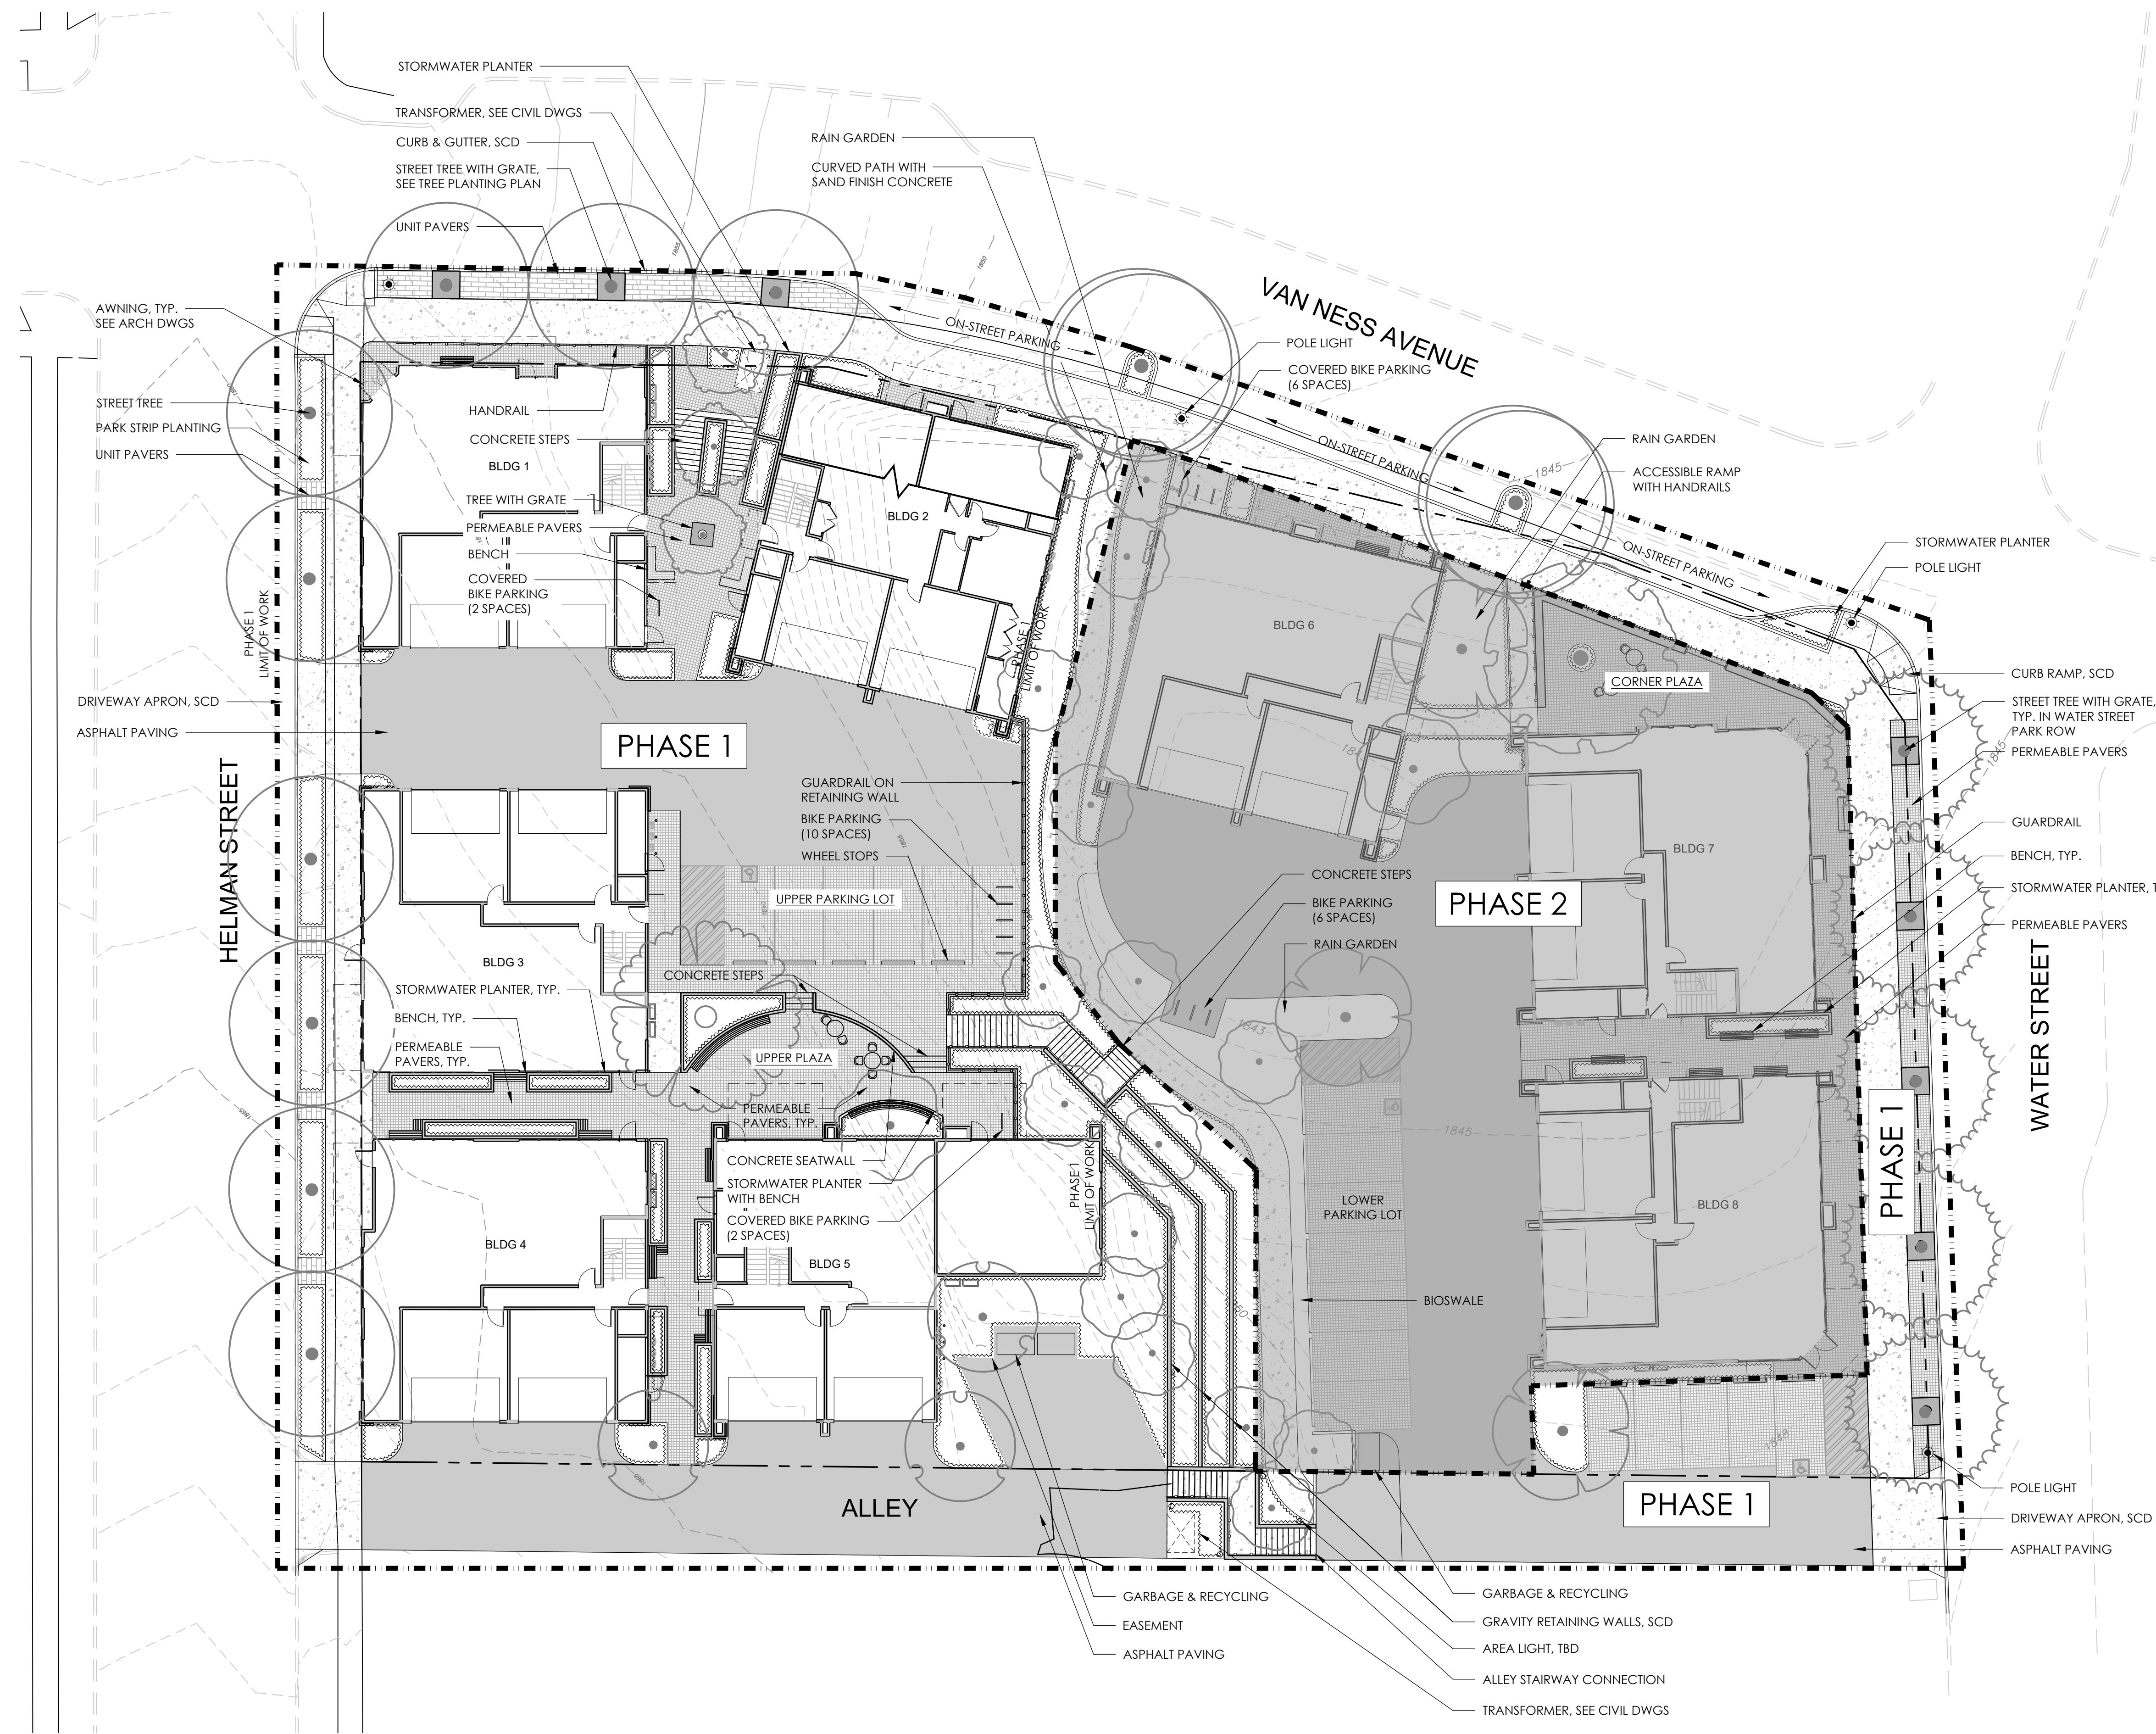 STORMWATER PLANTER
TRANSFORMER, SEE CIVIL DWGS
CURB & GUTTER, SCD
STREET TREE WITH GRATE,
SEE TREE PLANTING PLAN
UNIT PAVERS
RAIN GARDEN
CURVED PATH WITH
SAND FINISH CONCRETE
1855
1850
VAN NESS AVENUE
AWNING, TYP.
SEE ARCH DWGS
ON-STREET PARKING
POLE LIGHT
COVERED BIKE PARKING
(6 SPACES)
STREET TREE
PARK STRIP PLANTING
UNIT PAVERS
HANDRAIL
CONCRETE STEPS
BLDG 1
TREE WITH GRATE
PERMEABLE PAVERS
BENCH
COVERED
BIKE PARKING
(2 SPACES)
BLDG 2
ON-STREET PARKING
RAIN GARDEN
ACCESSIBLE RAMP
WITH HANDRAILS
1845
ON-STREET PARKING
STORMWATER PLANTER
POLE LIGHT
PHASE 1
LIMIT OF WORK
PHASE 1
LIMIT OF WORK
BLDG 6
CORNER PLAZA
CURB RAMP, SCD
STREET TREE WITH GRATE,
TYP. IN WATER STREET
PARK ROW
PERMEABLE PAVERS
1845
DRIVEWAY APRON, SCD
ASPHALT PAVING
PHASE 1
HELMAN STREET
GUARDRAIL ON
RETAINING WALL
BIKE PARKING
(10 SPACES)
WHEEL STOPS
UPPER PARKING LOT
CONCRETE STEPS
BIKE PARKING
(6 SPACES)
RAIN GARDEN
PHASE 2
BLDG 7
GUARDRAIL
BENCH, TYP.
STORMWATER PLANTER, T
PERMEABLE PAVERS
WATER STREET
BLDG 3
CONCRETE STEPS
STORMWATER PLANTER, TYP.
BENCH, TYP.
PERMEABLE
PAVERS, TYP.
UPPER PLAZA
1843
PERMEABLE
PAVERS, TYP.
1845
PHASE 1
CONCRETE SEATWALL
STORMWATER PLANTER
WITH BENCH
COVERED BIKE PARKING
(2 SPACES)
PHASE 1
LIMIT OF WORK
LOWER
PARKING LOT
BLDG 8
BLDG 4
BLDG 5
BIOSWALE
1848
ALLEY
PHASE 1
POLE LIGHT
DRIVEWAY APRON, SCD
ASPHALT PAVING
GARBAGE & RECYCLING
EASEMENT
ASPHALT PAVING
GARBAGE & RECYCLING
GRAVITY RETAINING WALLS, SCD
AREA LIGHT, TBD
ALLEY STAIRWAY CONNECTION
TRANSFORMER, SEE CIVIL DWGS